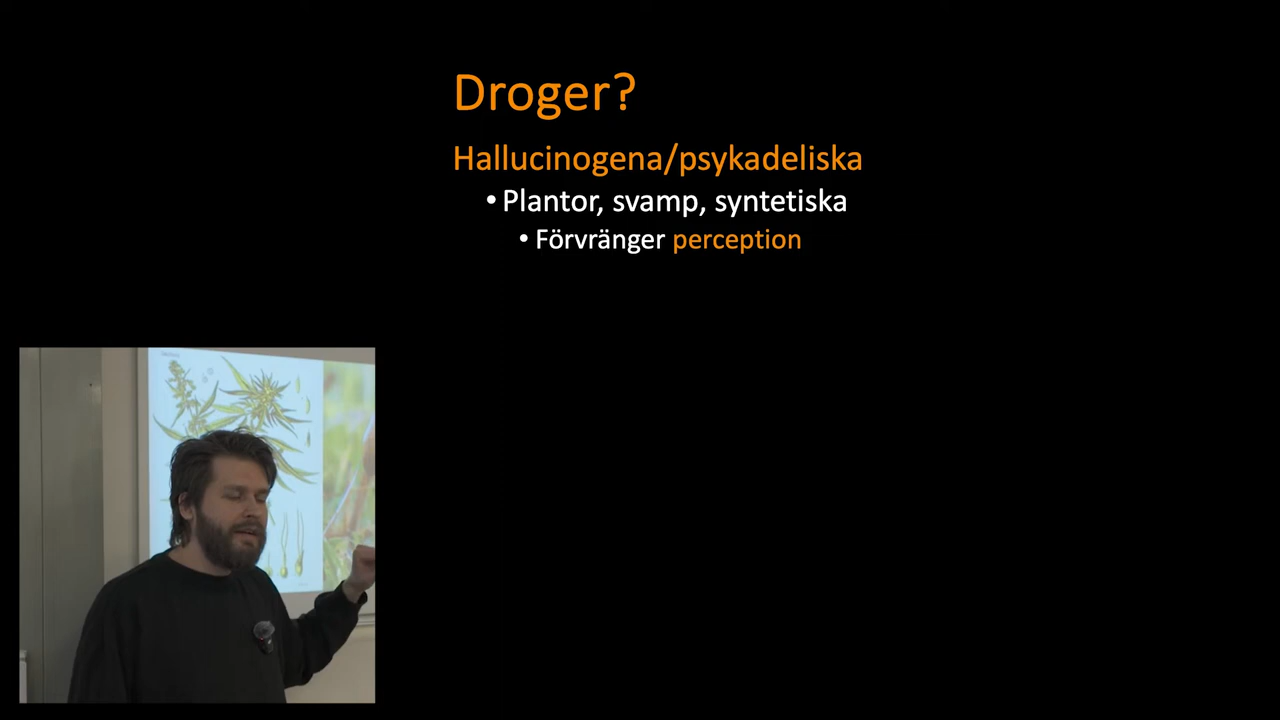 Droger?
Hallucinogena/psykadeliska
• Plantor, svamp, syntetiska
• Förvränger perception